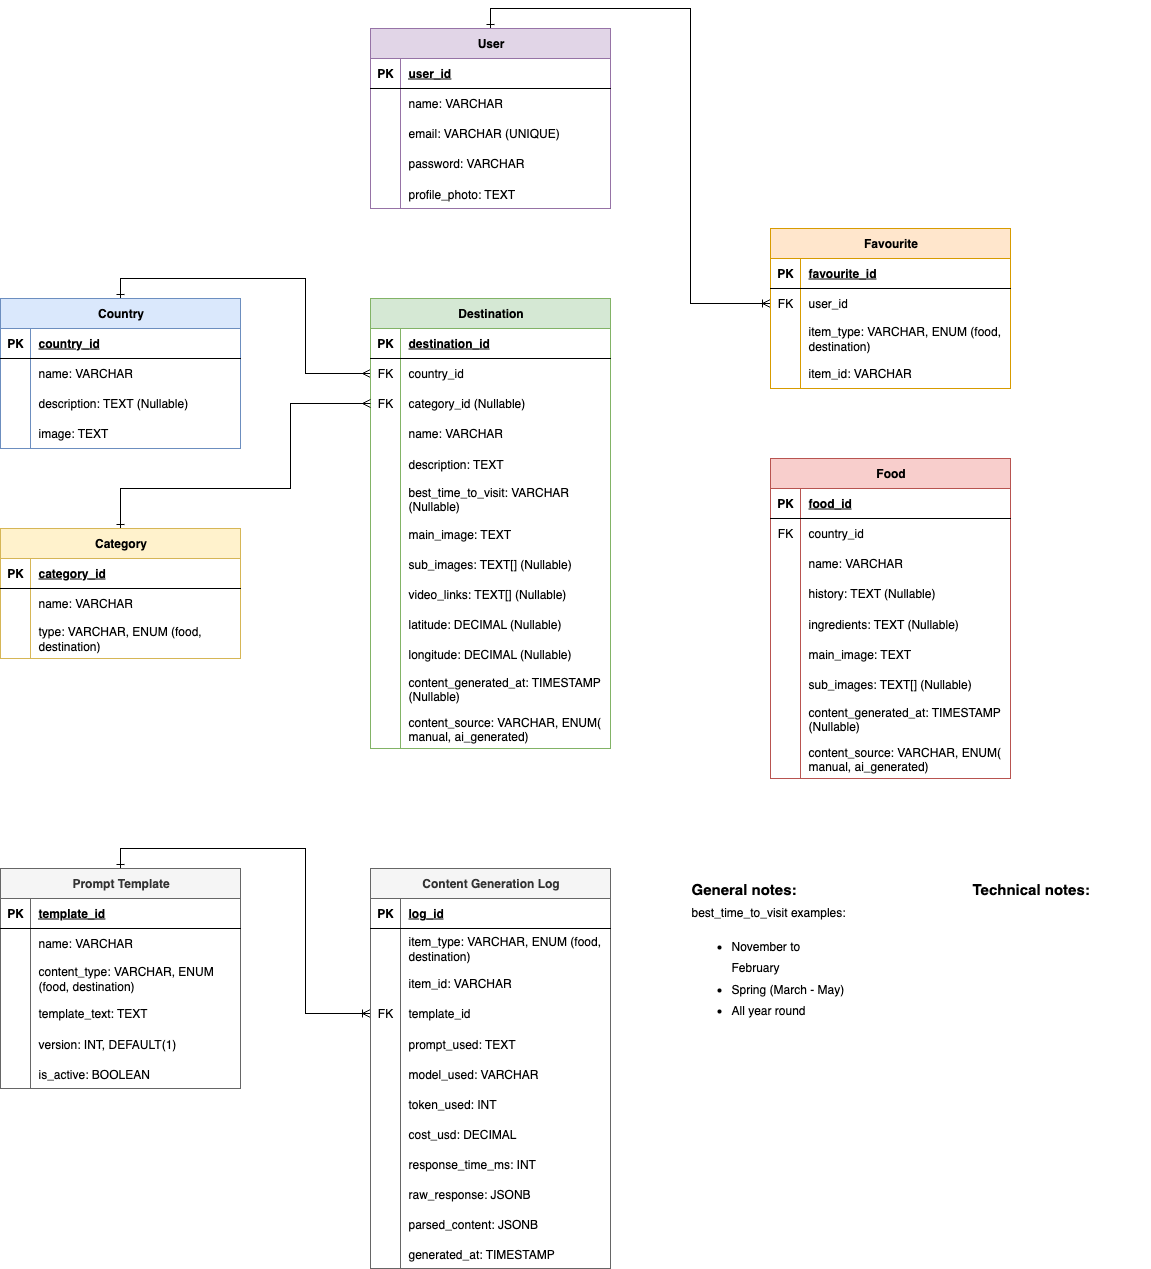 User
PK user_id
name: VARCHAR
email: VARCHAR (UNIQUE)
password: VARCHAR
profile_photo: TEXT
Favourite
PK favourite_id
FK user_id
item_type: VARCHAR, ENUM (food,
destination)
item_id: VARCHAR
Country
PK country_id
name: VARCHAR
description: TEXT (Nullable)
image: TEXT
Destination
PK destination_id
FK country_id
FK category_id (Nullable)
name: VARCHAR
description: TEXT
best_time_to_visit: VARCHAR
(Nullable)
main_image: TEXT
sub_images: TEXT[] (Nullable)
video_links: TEXT[] (Nullable)
latitude: DECIMAL (Nullable)
longitude: DECIMAL (Nullable)
content_generated_at: TIMESTAMP
(Nullable)
content_source: VARCHAR, ENUM(
manual, ai_generated)
Category
PK category_id
name: VARCHAR
type: VARCHAR, ENUM (food,
destination)
Food
PK food_id
FK country_id
name: VARCHAR
history: TEXT (Nullable)
ingredients: TEXT (Nullable)
main_image: TEXT
sub_images: TEXT[] (Nullable)
content_generated_at: TIMESTAMP
(Nullable)
content_source: VARCHAR, ENUM(
manual, ai_generated)
Prompt Template
PK template_id
name: VARCHAR
content_type: VARCHAR, ENUM
(food, destination)
template_text: TEXT
version: INT, DEFAULT(1)
is_active: BOOLEAN
Content Generation Log
PK log_id
item_type: VARCHAR, ENUM (food,
destination)
item_id: VARCHAR
FK template_id
prompt_used: TEXT
model_used: VARCHAR
token_used: INT
cost_usd: DECIMAL
response_time_ms: INT
raw_response: JSONB
parsed_content: JSONB
generated_at: TIMESTAMP
General notes:
best_time_to_visit examples:
• November to
February
• Spring (March - May)
• All year round
Technical notes: